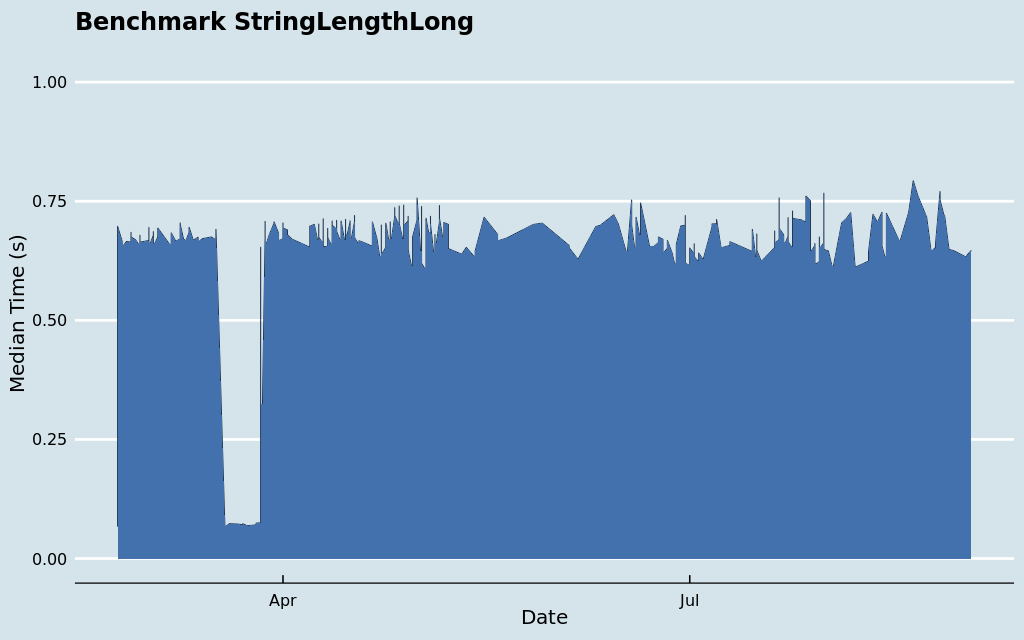 Benchmark StringLengthLong
Median Time (s)
1.00
0.75
0.50
0.25
0.00
Apr
Jul
Date